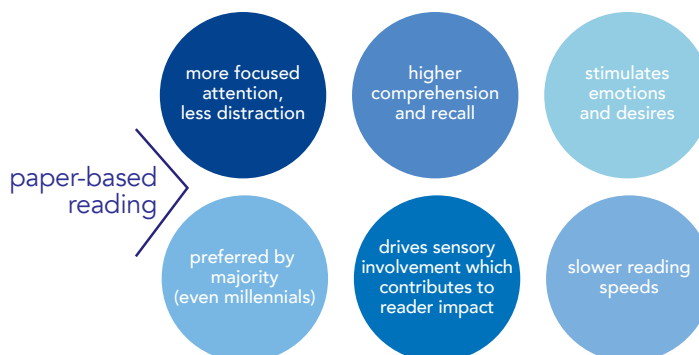 paper-based
reading
more focused
attention,
less distraction
higher
comprehension
and recall
stimulates
emotions
and desires
preferred by
majority
(even millennials)
drives sensory
involvement which
contributes to
reader impact
slower reading
speeds